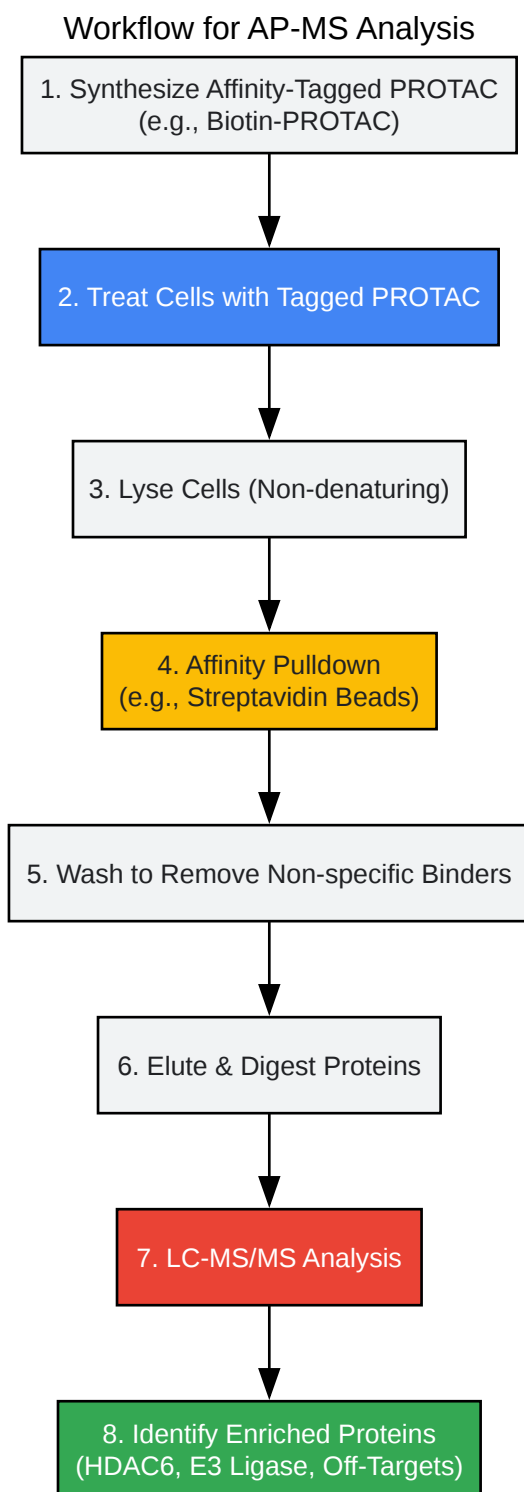 Workflow for AP-MS Analysis
1. Synthesize Affinity-Tagged PROTAC
(e.g., Biotin-PROTAC)
2. Treat Cells with Tagged PROTAC
3. Lyse Cells (Non-denaturing)
4. Affinity Pulldown
(e.g., Streptavidin Beads)
5. Wash to Remove Non-specific Binders
6. Elute & Digest Proteins
7. LC-MS/MS Analysis
8. Identify Enriched Proteins
(HDAC6, E3 Ligase, Off-Targets)